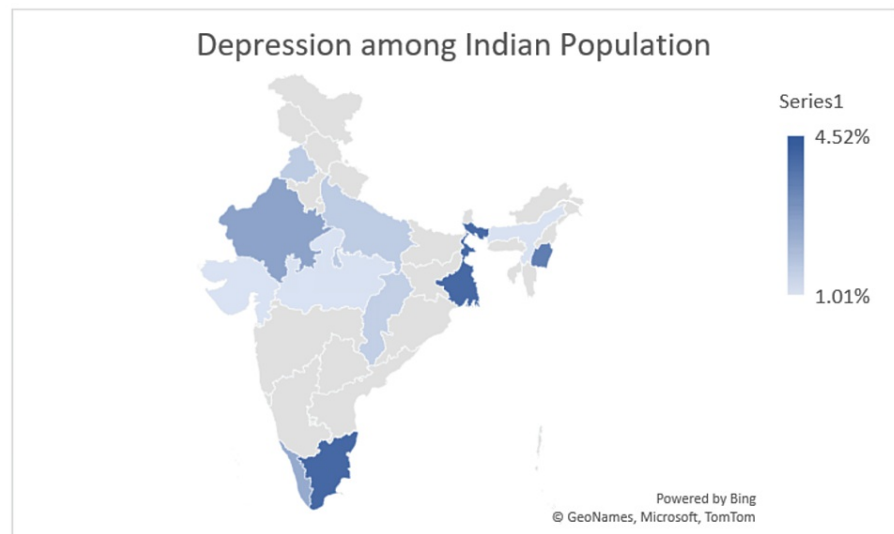 Depression among Indian Population
Series1
4.52%
1.01%
Powered by Bing
© GeoNames, Microsoft, TomTom